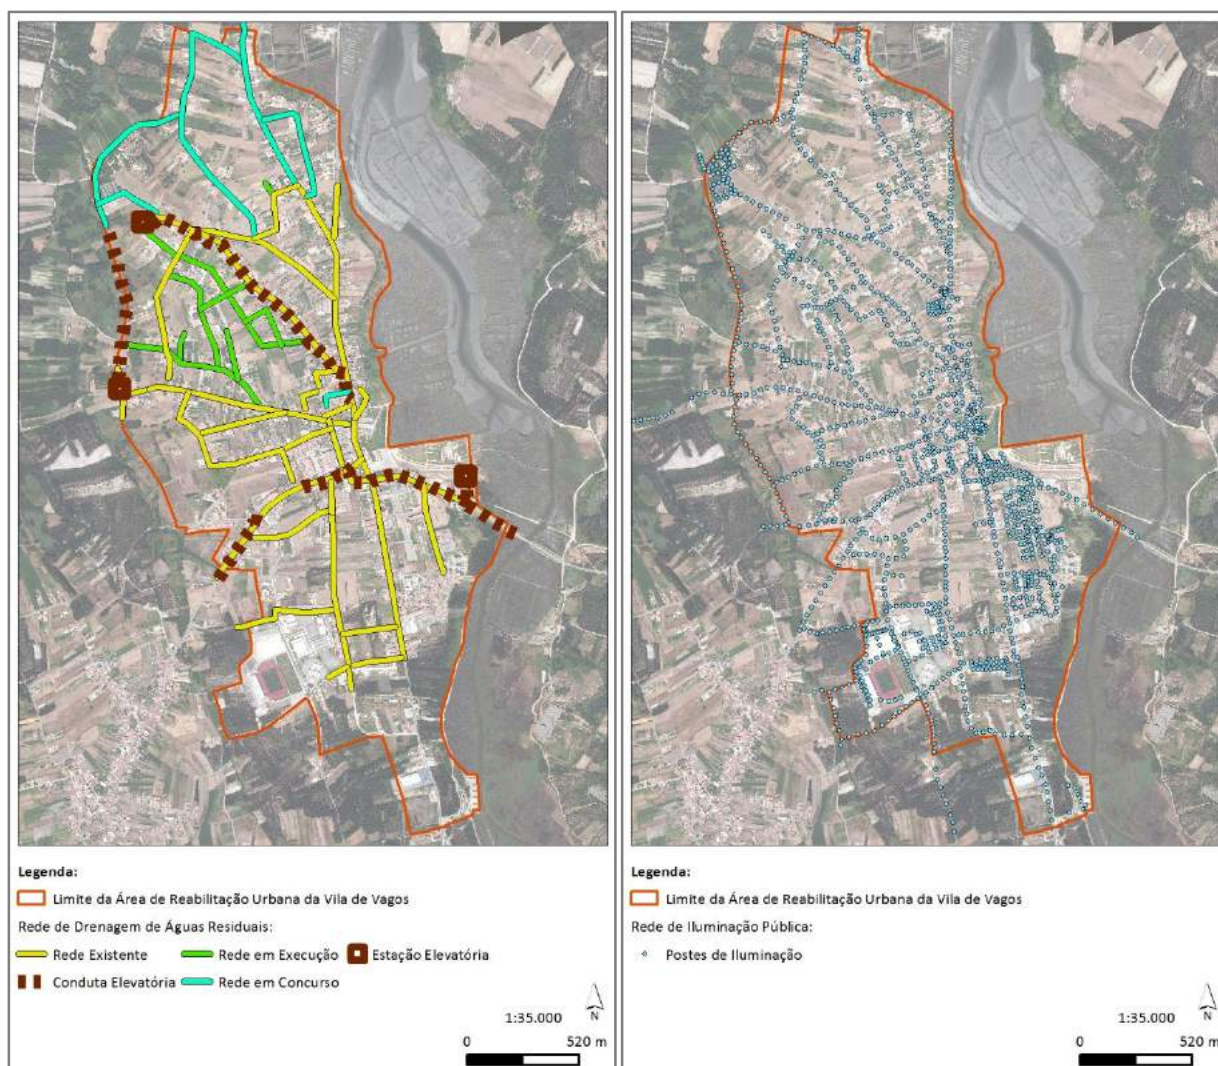 Legenda:
Limite da Área de Reabilitação Urbana da Vila de Vagos
Rede de Drenagem de Águas Residuais:
Rede Existente Rede em Execução Estação Elevatória
Conduta Elevatória Rede em Concurso
N
1:35.000
0 520 m
Legenda:
Limite da Área de Reabilitação Urbana da Vila de Vagos
Rede de Iluminação Pública:
Postes de Iluminação
N
1:35.000
0 520 m